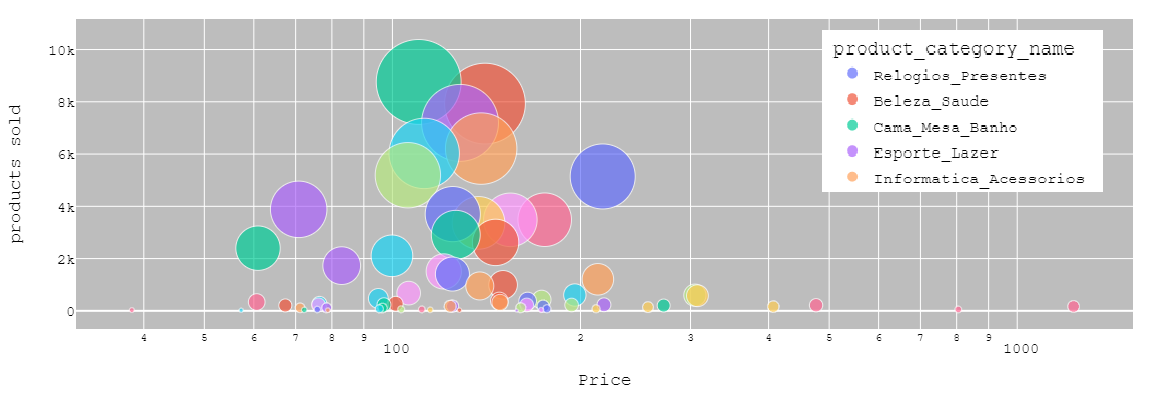 product_category_name
Relogios_Presentes
Beleza_Saude
Cama_Mesa_Banho
Esporte_Lazer
Informatica_Acessorios
products sold
10k
8k
6k
4k
2k
0
4 5 6 7 8 9 100 2 3 4 5 6 7 8 9 1000
Price